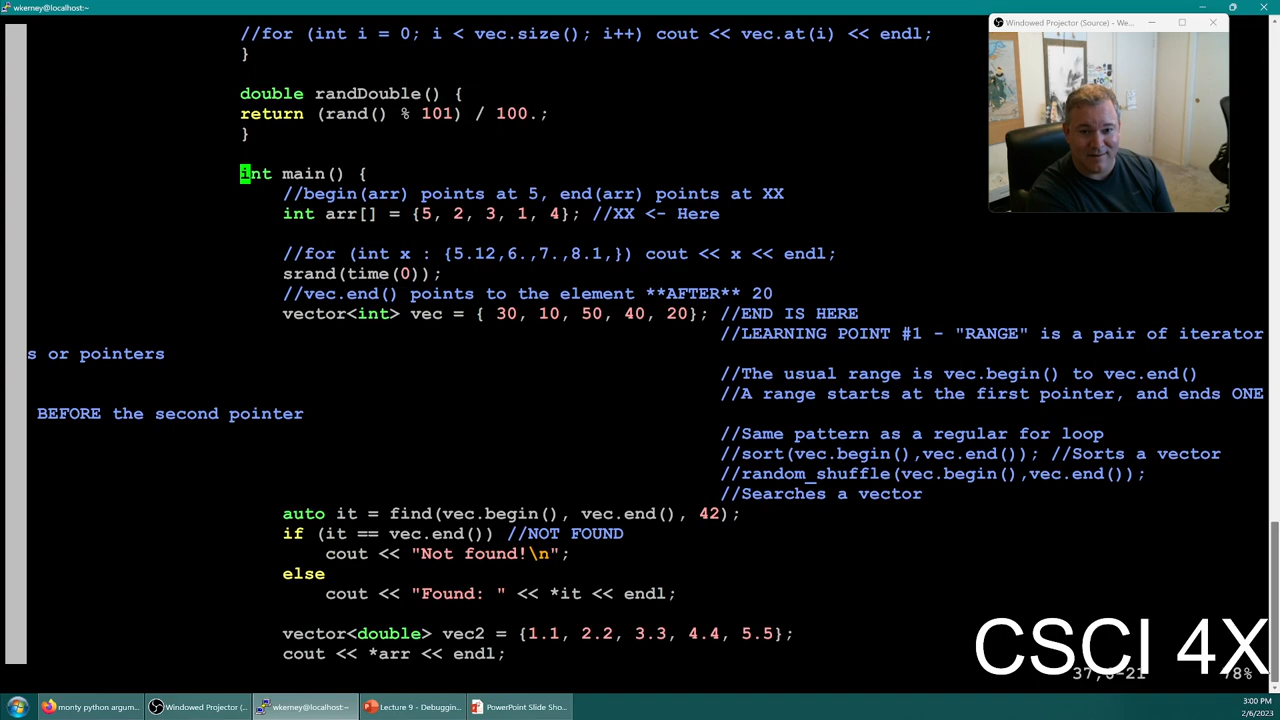 wkerney@localhost:~
Windowed Projector (Source) - We...
//for (int i = 0; i < vec.size(); i++) cout << vec.at(i) << endl;
}
double randDouble() {
return (rand() % 101) / 100.;
}
int main() {
//begin(arr) points at 5, end(arr) points at XX
int arr[] = {5, 2, 3, 1, 4}; //XX <- Here
//for (int x : {5.12,6.,7.,8.1,}) cout << x << endl;
srand(time(0));
//vec.end() points to the element **AFTER** 20
vector<int> vec = { 30, 10, 50, 40, 20}; //END IS HERE
//LEARNING POINT #1 - "RANGE" is a pair of iterator
s or pointers
//The usual range is vec.begin() to vec.end()
//A range starts at the first pointer, and ends ONE
BEFORE the second pointer
//Same pattern as a regular for loop
//sort(vec.begin(),vec.end()); //Sorts a vector
//random_shuffle(vec.begin(),vec.end());
//Searches a vector
auto it = find(vec.begin(), vec.end(), 42);
if (it == vec.end()) //NOT FOUND
cout << "Not found!\n";
else
cout << "Found: " << *it << endl;
vector<double> vec2 = {1.1, 2.2, 3.3, 4.4, 5.5};
cout << *arr << endl;
CSCI 4X
78%
monty python argum...
Windowed Projector (...
wkerney@localhost:~
Lecture 9 - Debuggin...
PowerPoint Slide Sho...
3:00 PM
2/6/2023